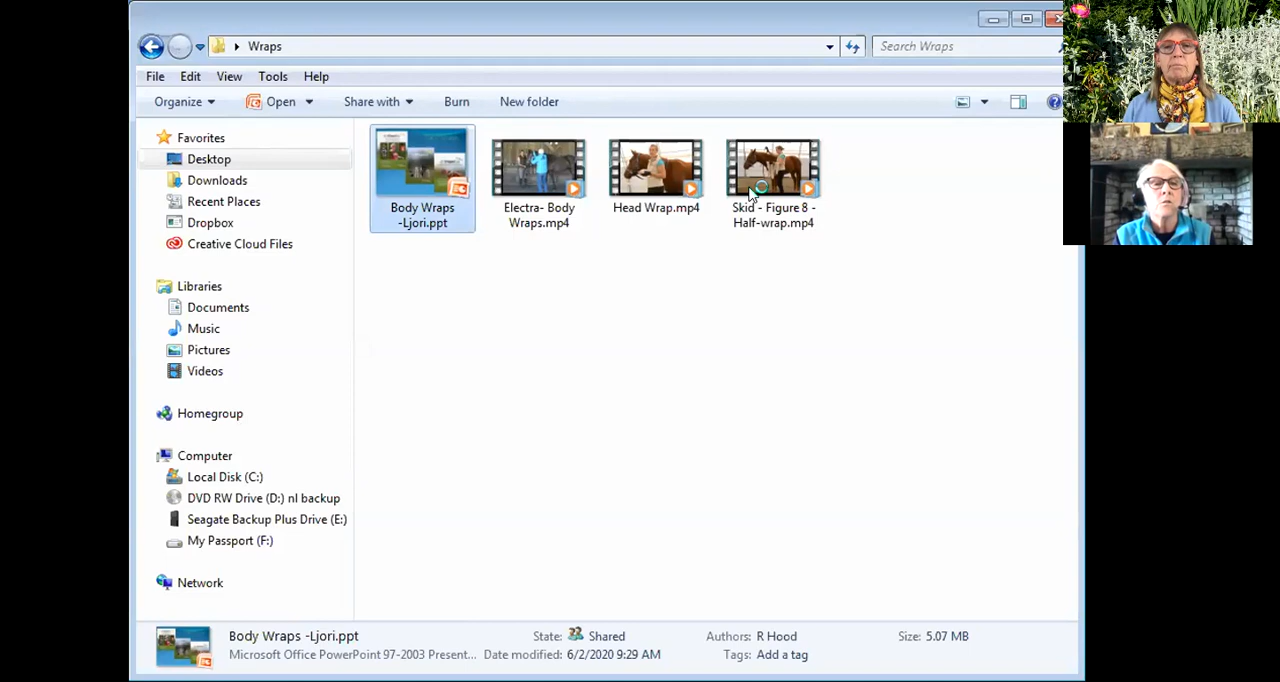 Wraps
Search Wraps
File Edit View Tools Help
Organize Open Share with Burn New folder
Favorites
Desktop
Downloads
Recent Places
Dropbox
Creative Cloud Files
Libraries
Documents
Music
Pictures
Videos
Homegroup
Computer
Local Disk (C:)
DVD RW Drive (D:) nl backup
Seagate Backup Plus Drive (E:)
My Passport (F:)
Network
Body Wraps
-Ljori.ppt
Electra- Body
Wraps.mp4
Head Wrap.mp4
Skid - Figure 8 -
Half-wrap.mp4
Body Wraps -Ljori.ppt State: Shared Authors: R Hood Size: 5.07 MB
Microsoft Office PowerPoint 97-2003 Present... Date modified: 6/2/2020 9:29 AM Tags: Add a tag